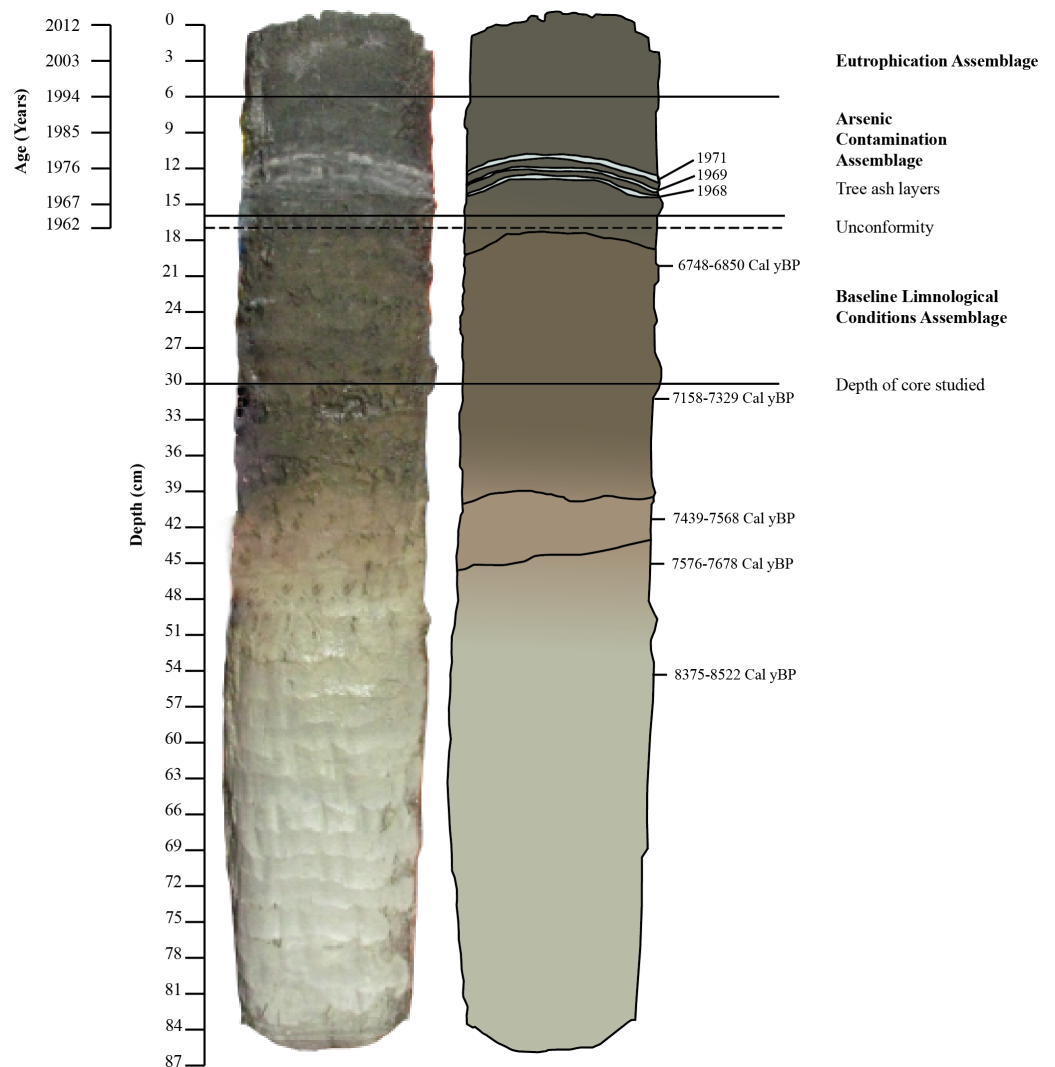 Age (Years)
2012
2003
1994
1985
1976
1967
1962
Depth (cm)
0
3
6
9
12
15
18
21
24
27
30
33
36
39
42
45
48
51
54
57
60
63
66
69
72
75
78
81
84
87
1971
1969
1968
6748-6850 Cal yBP
7158-7329 Cal yBP
7439-7568 Cal yBP
7576-7678 Cal yBP
8375-8522 Cal yBP
Eutrophication Assemblage
Arsenic
Contamination
Assemblage
Tree ash layers
Unconformity
Baseline Limnological
Conditions Assemblage
Depth of core studied